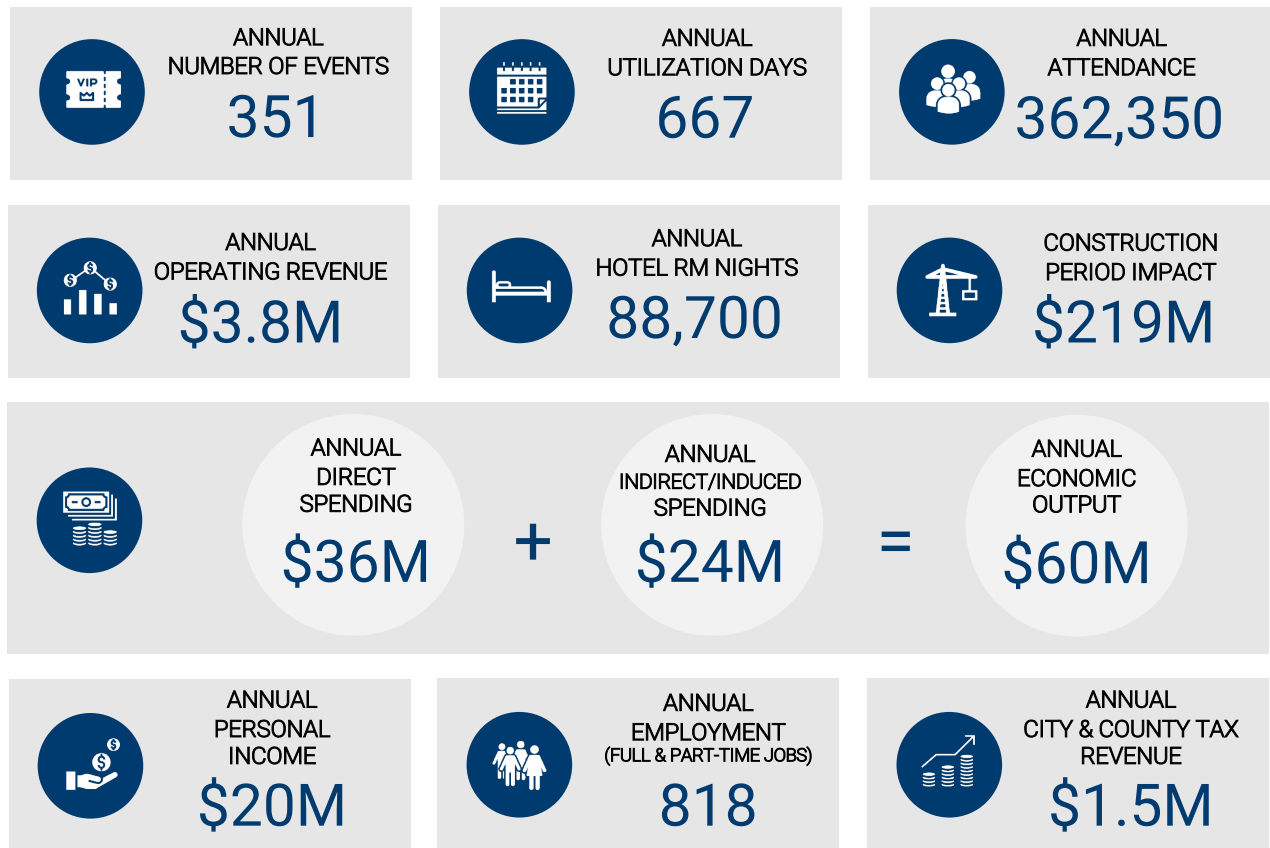 VIP
ANNUAL
NUMBER OF EVENTS
351
ANNUAL
UTILIZATION DAYS
667
ANNUAL
ATTENDANCE
362,350
ANNUAL
OPERATING REVENUE
$3.8M
ANNUAL
HOTEL RM NIGHTS
88,700
CONSTRUCTION
PERIOD IMPACT
$219M
ANNUAL
DIRECT
SPENDING
$36M
+
ANNUAL
INDIRECT/INDUCED
SPENDING
$24M
=
ANNUAL
ECONOMIC
OUTPUT
$60M
ANNUAL
PERSONAL
INCOME
$20M
ANNUAL
EMPLOYMENT
(FULL & PART-TIME JOBS)
818
ANNUAL
CITY & COUNTY TAX
REVENUE
$1.5M